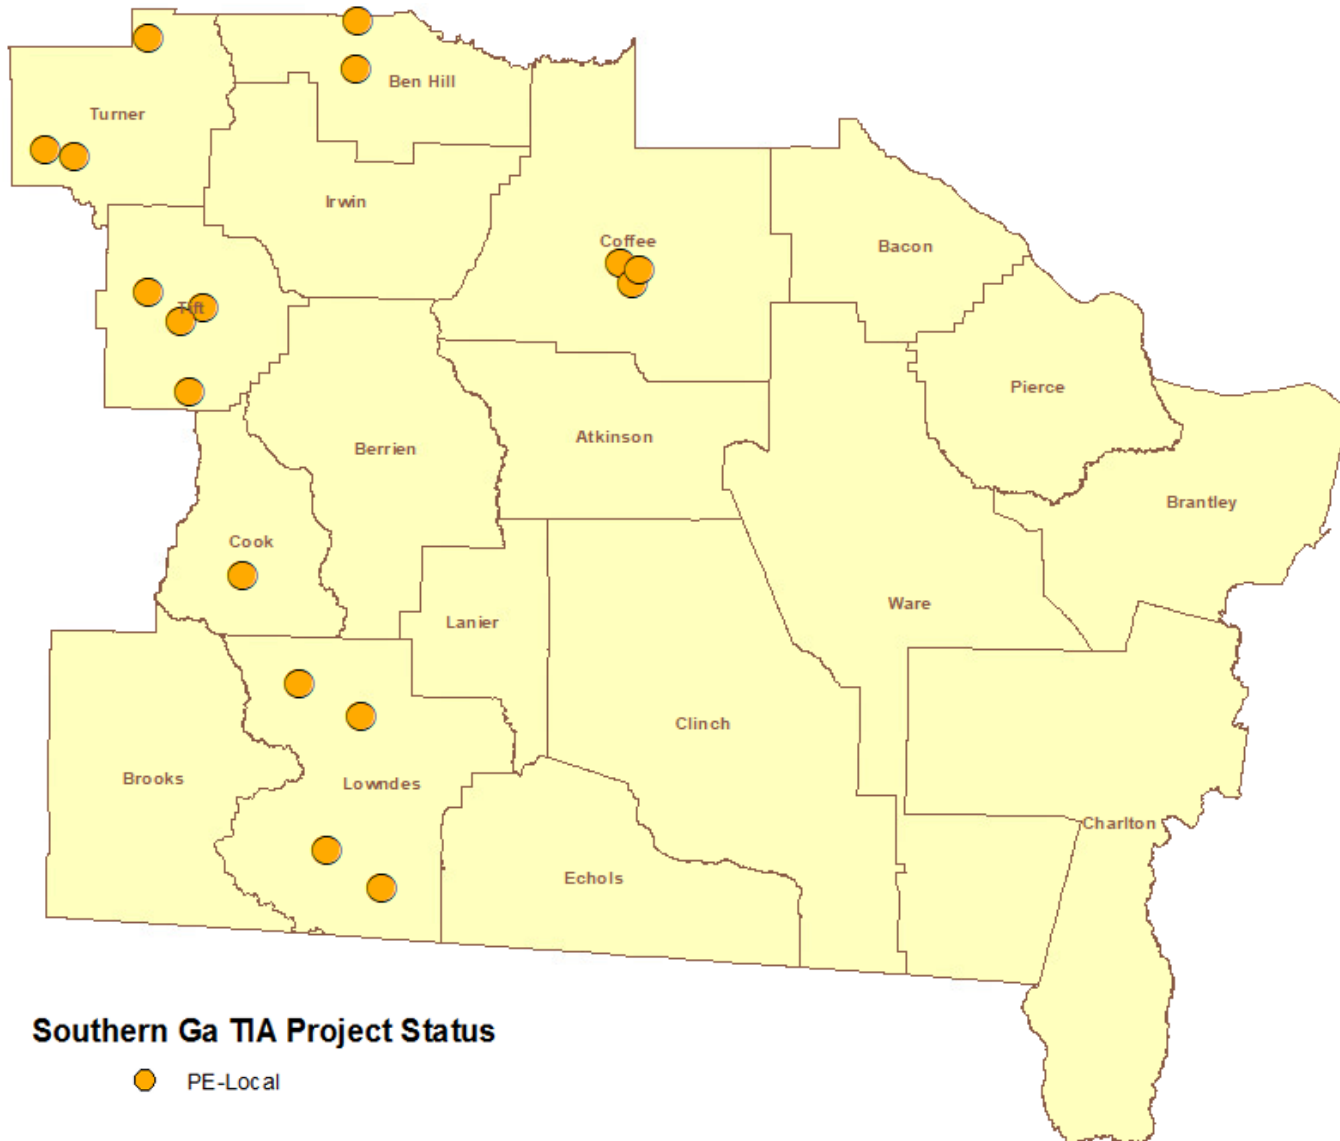 Ben Hill
Turner
Irwin
Coffee
Bacon
Tift
Pierce
Atkinson
Berrien
Brantley
Cook
Ware
Lanier
Clinch
Brooks
Lowndes
Charlton
Echols
Southern Ga TIA Project Status
PE-Local